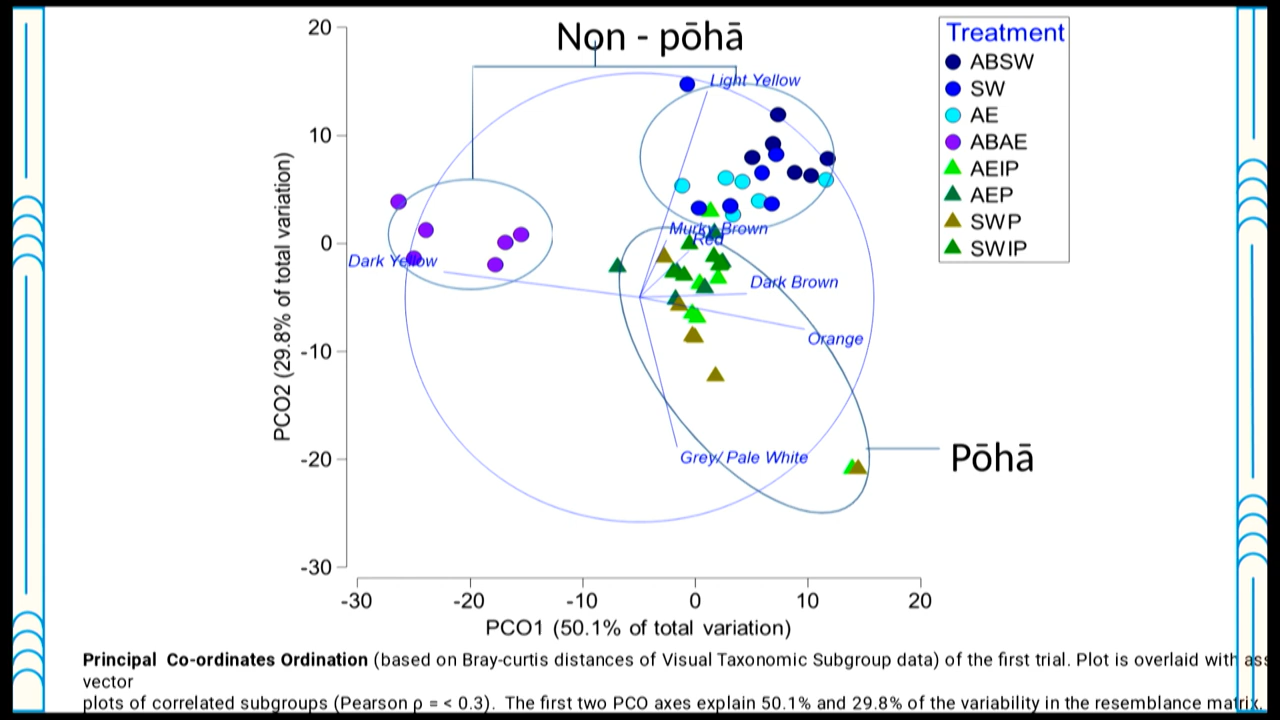 Non - pōhā
20
10
0
-10
-20
-30
-30
-20
-10
0
10
20
PCO2 (29.8% of total variation)
PCO1 (50.1% of total variation)
Light Yellow
Murky Brown
Red
Dark Yellow
Dark Brown
Orange
Grey/ Pale White
Pōhā
Treatment
ABSW
SW
AE
ABAE
AEIP
AEP
SWP
SWIP
Principal Co-ordinates Ordination (based on Bray-curtis distances of Visual Taxonomic Subgroup data) of the first trial. Plot is overlaid with ass
vector
plots of correlated subgroups (Pearson ρ = < 0.3). The first two PCO axes explain 50.1% and 29.8% of the variability in the resemblance matrix.